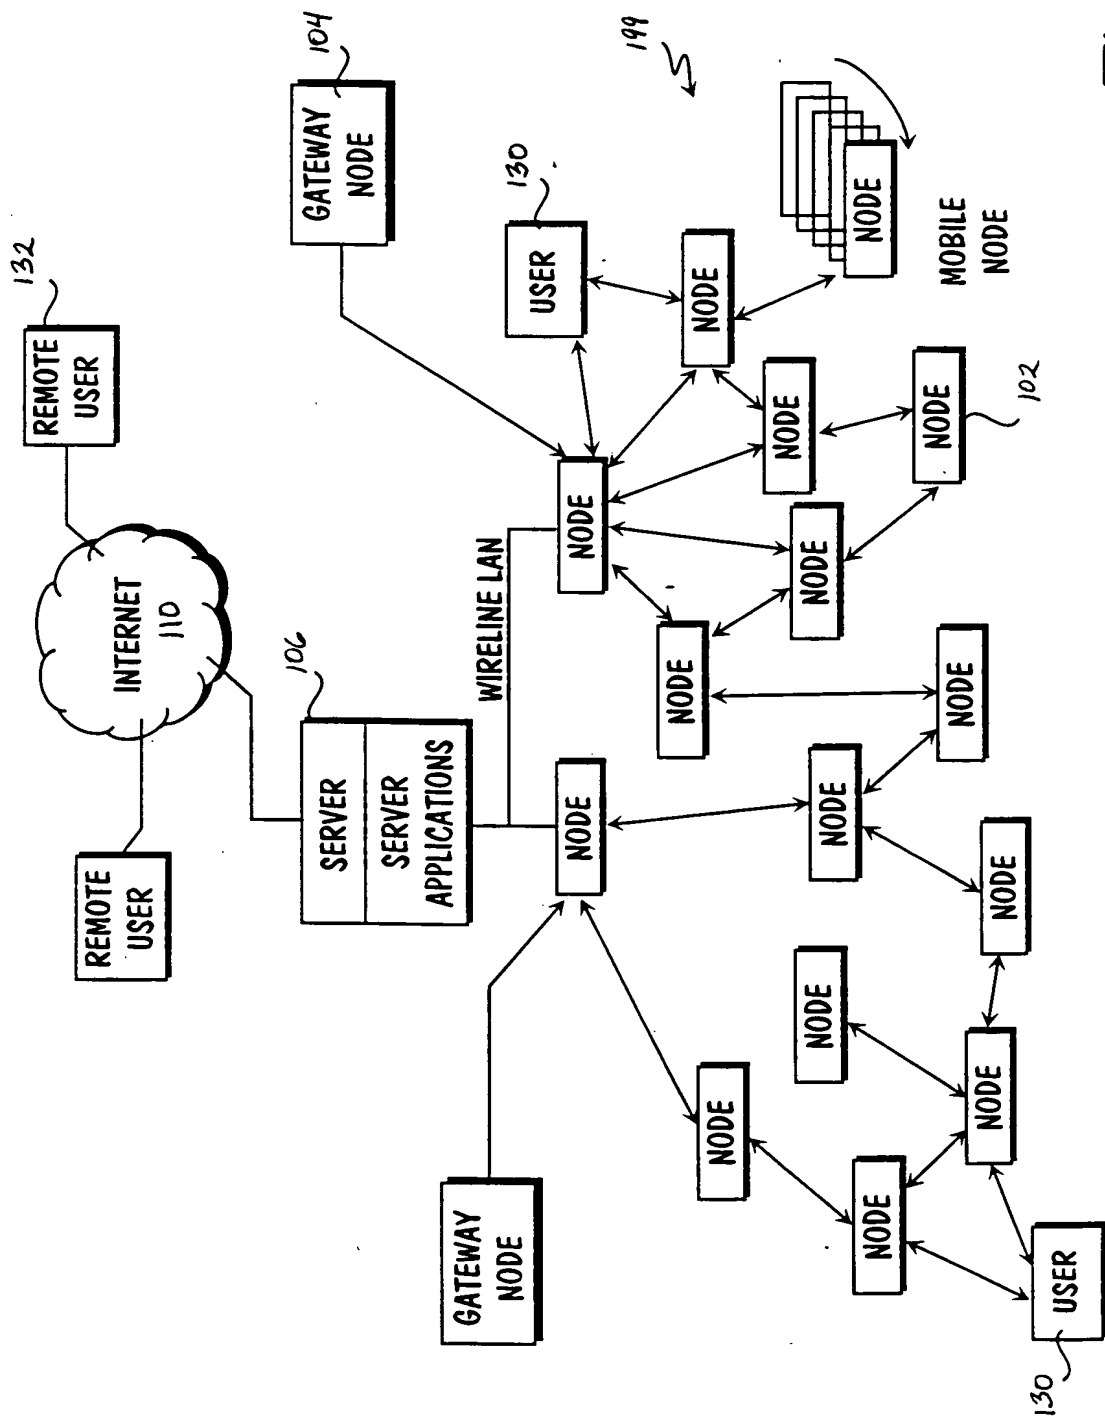 132
REMOTE
USER
REMOTE
USER
INTERNET
110
104
GATEWAY
NODE
106
SERVER
SERVER
APPLICATIONS
GATEWAY
NODE
WIRELINE LAN
130
USER
NODE
NODE
199
NODE
NODE
NODE
NODE
NODE
NODE
NODE
NODE
NODE
NODE
NODE
MOBILE
NODE
NODE
NODE
102
130
USER